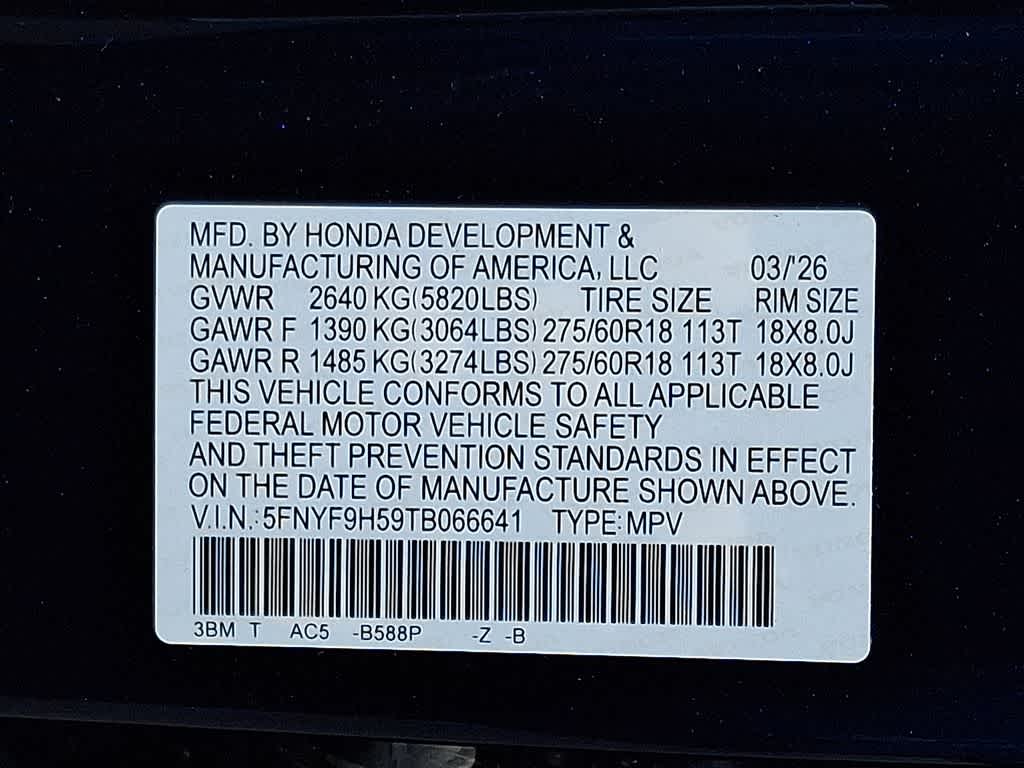 MFD. BY HONDA DEVELOPMENT &
MANUFACTURING OF AMERICA, LLC 03/'26
GVWR 2640 KG(5820LBS) TIRE SIZE RIM SIZE
GAWR F 1390 KG(3064LBS) 275/60R18 113T 18X8.0J
GAWR R 1485 KG(3274LBS) 275/60R18 113T 18X8.0J
THIS VEHICLE CONFORMS TO ALL APPLICABLE
FEDERAL MOTOR VEHICLE SAFETY
AND THEFT PREVENTION STANDARDS IN EFFECT
ON THE DATE OF MANUFACTURE SHOWN ABOVE.
V.I.N.:5FNYF9H59TB066641 TYPE:MPV
3BM T AC5 -B588P -Z -B